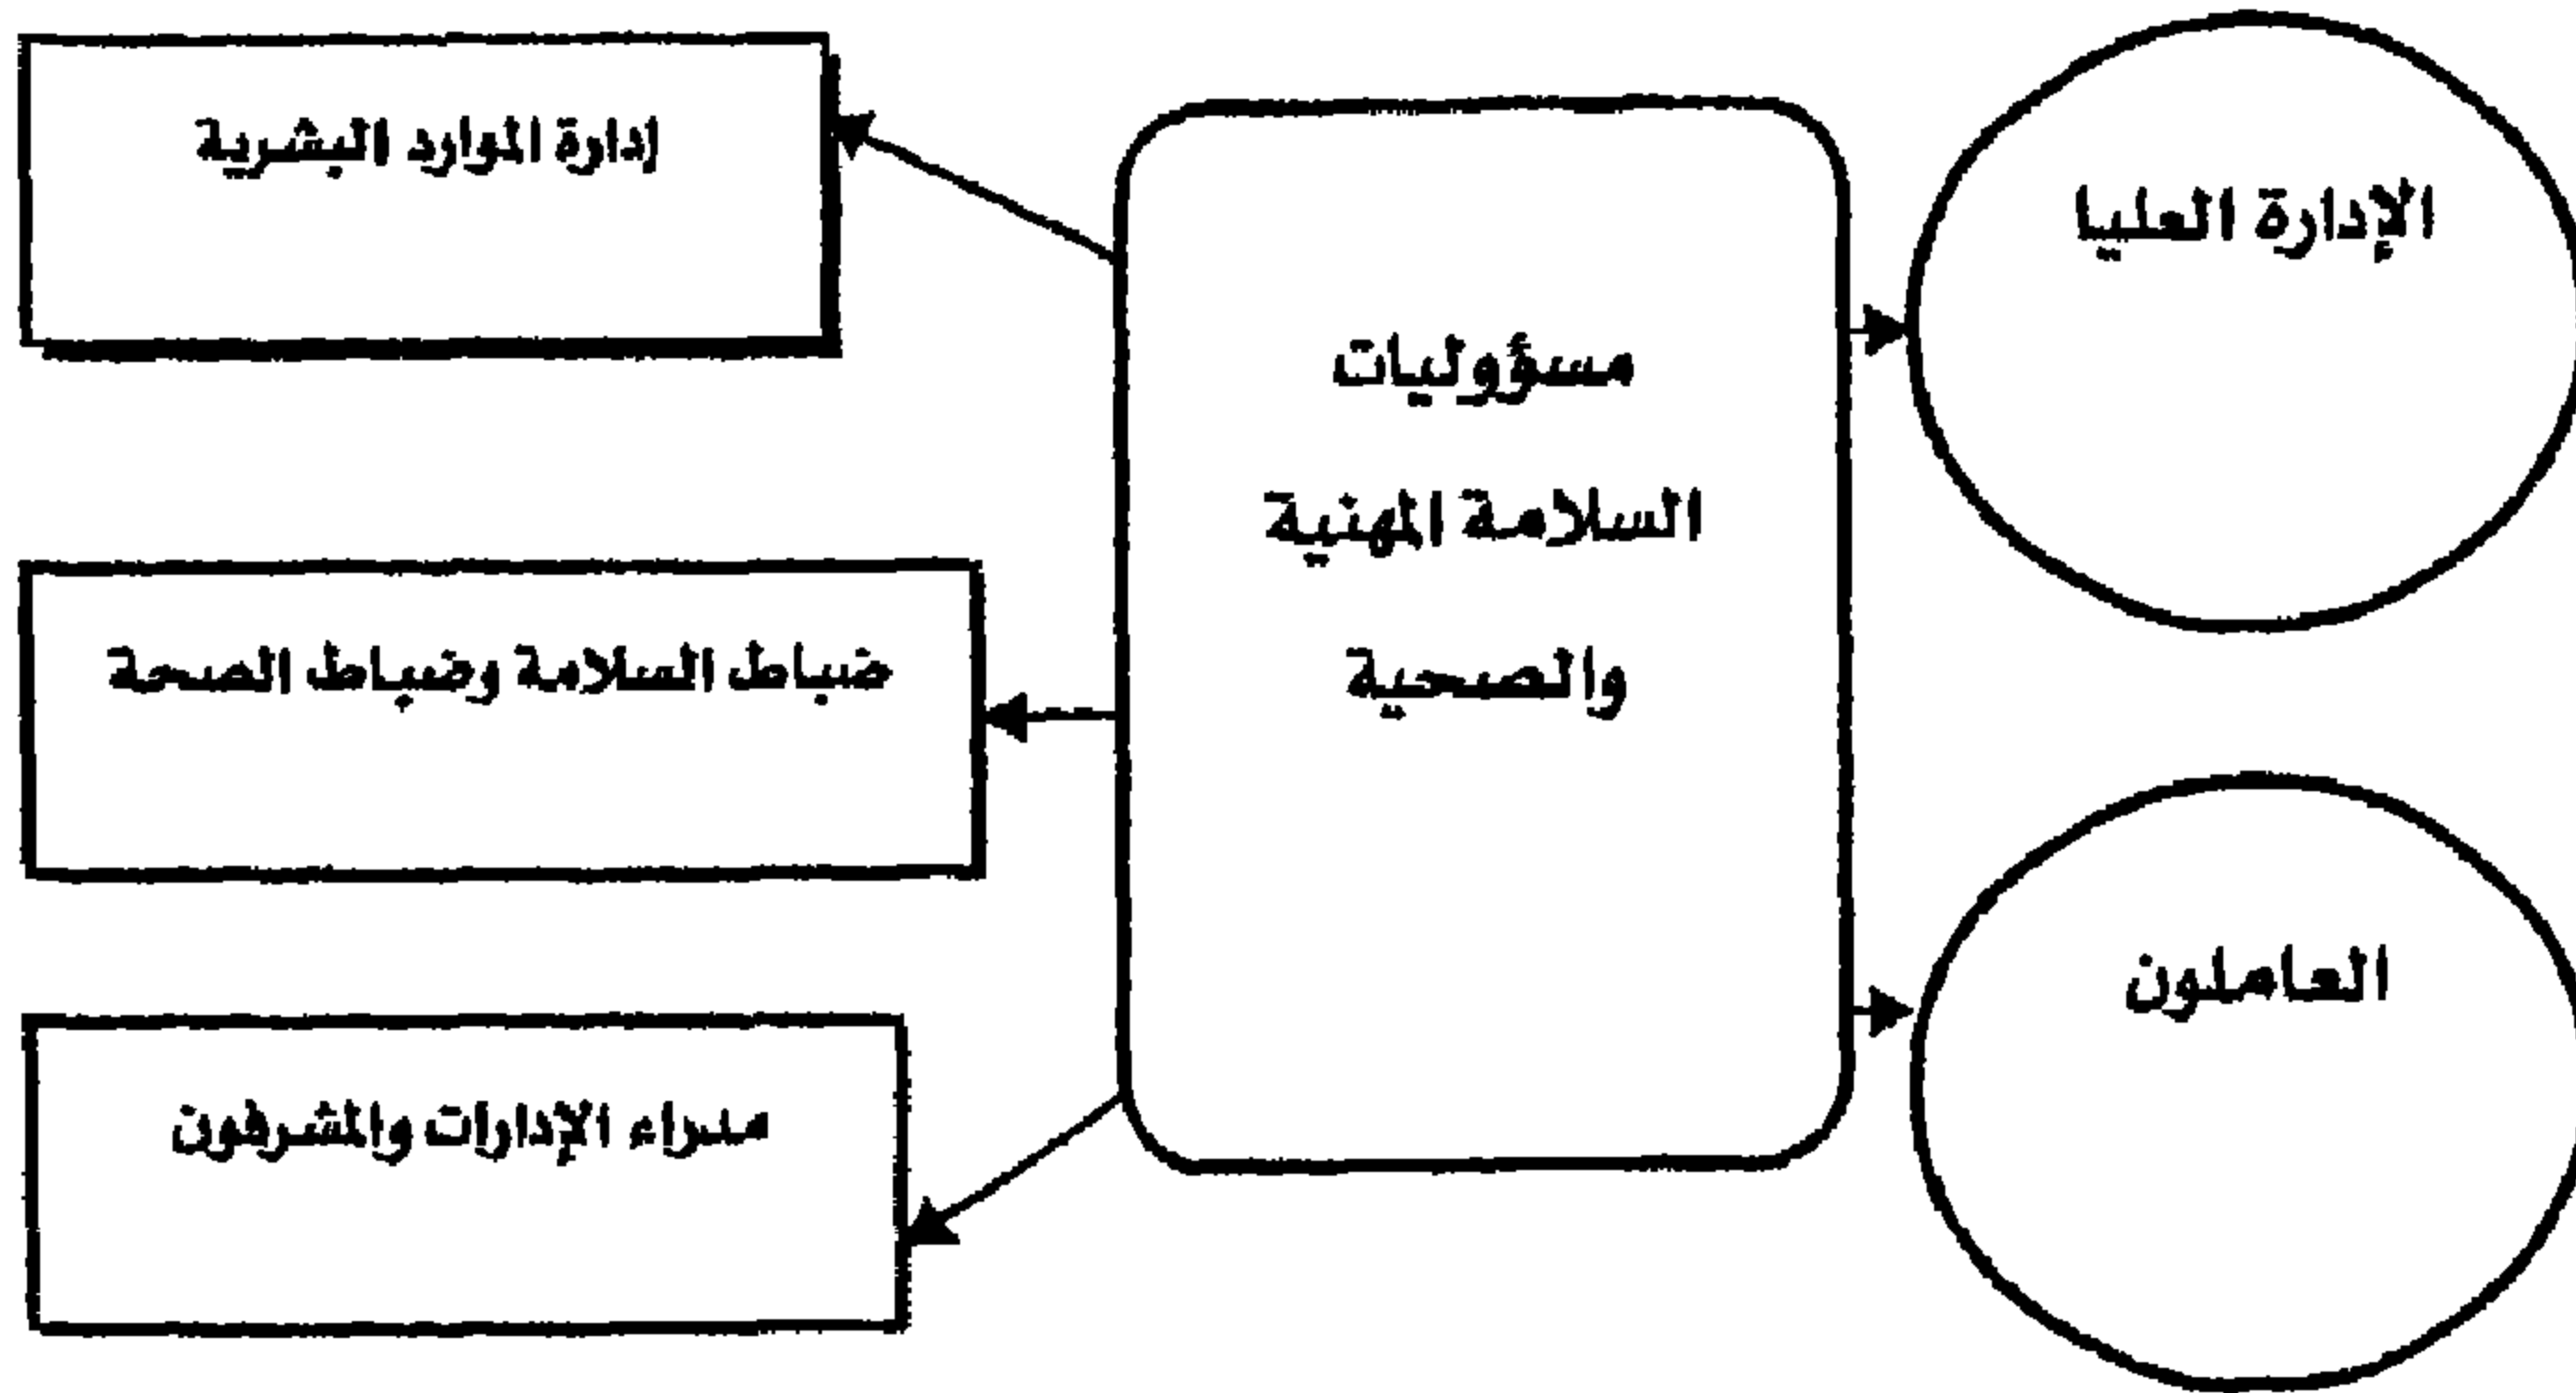 الإدارة العليا
العاملون
مسؤوليات
السلامة المهنية
والصحية
إدارة الموارد البشرية
ضباط السلامة وضباط الصحة
مدراء الإدارات والمشرفون